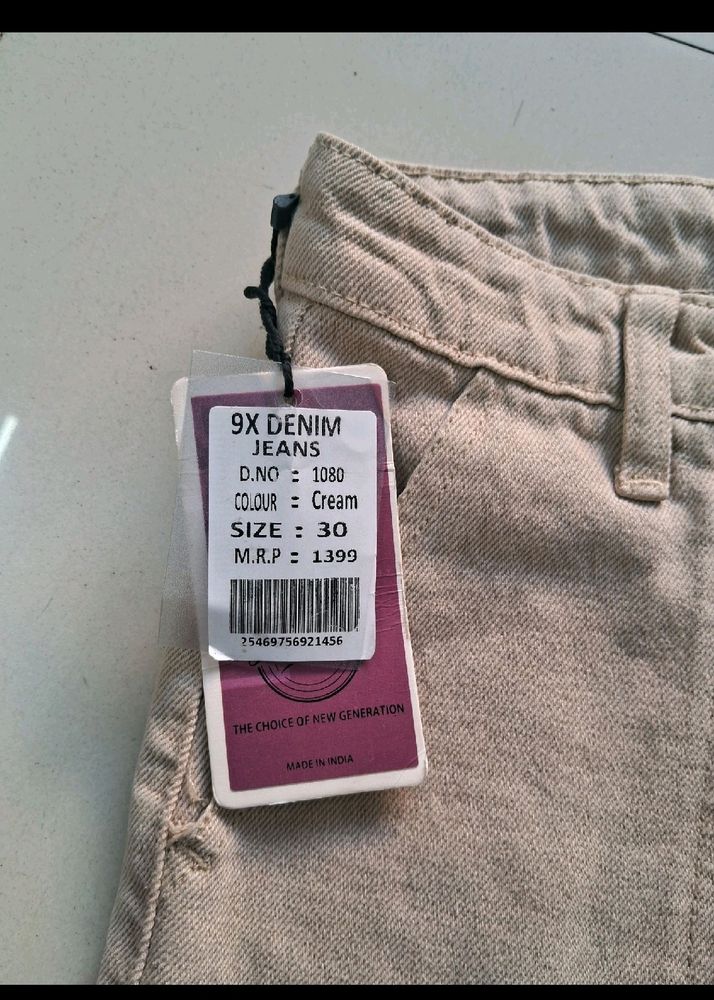 9X DENIM
JEANS
D.NO : 1080
COLOUR : Cream
SIZE : 30
M.R.P : 1399
25469756921456
THE CHOICE OF NEW GENERATION
MADE IN INDIA